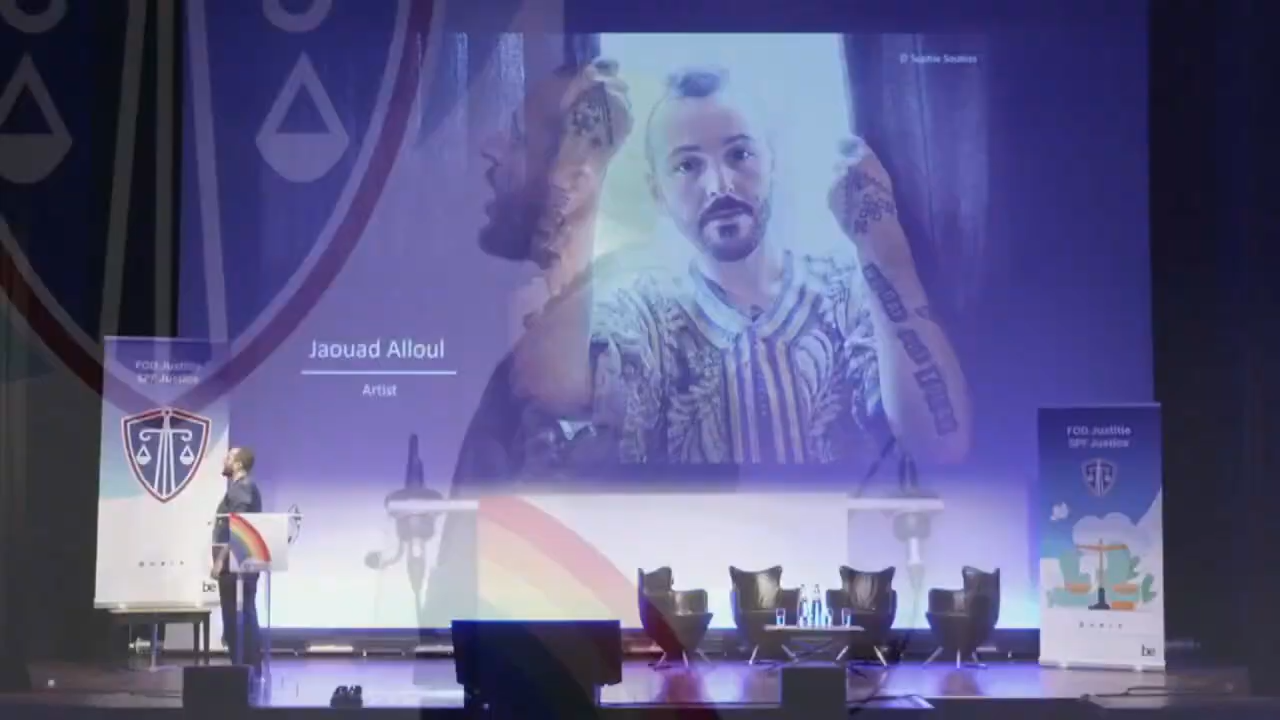 © Sophie Soukias
Jaouad Alloul
Artist
FOD Justitie
SPF Justice
be
FOD Justitie
SPF Justice
be